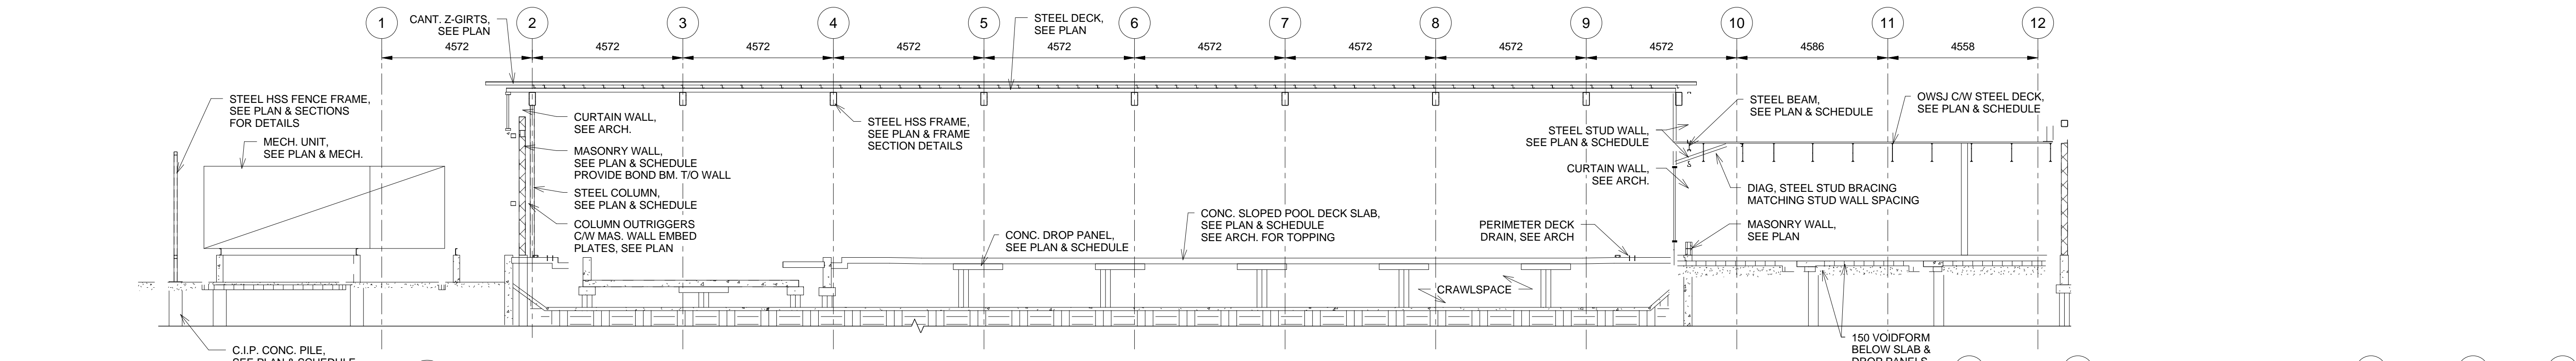 1
2
3
4
5
6
7
8
9
10
11
12
4572
4572
4572
4572
4572
4572
4572
4572
4572
4586
4558
CANT. Z-GIRTS,
SEE PLAN
STEEL DECK,
SEE PLAN
STEEL HSS FENCE FRAME,
SEE PLAN & SECTIONS
FOR DETAILS
MECH. UNIT,
SEE PLAN & MECH.
CURTAIN WALL,
SEE ARCH.
MASONRY WALL,
SEE PLAN & SCHEDULE
PROVIDE BOND BM. T/O WALL
STEEL COLUMN,
SEE PLAN & SCHEDULE
COLUMN OUTRIGGERS
C/W MAS. WALL EMBED
PLATES, SEE PLAN
STEEL HSS FRAME,
SEE PLAN & FRAME
SECTION DETAILS
CONC. DROP PANEL,
SEE PLAN & SCHEDULE
CONC. SLOPED POOL DECK SLAB,
SEE PLAN & SCHEDULE
SEE ARCH. FOR TOPPING
CRAWLSPACE
PERIMETER DECK
DRAIN, SEE ARCH
STEEL STUD WALL,
SEE PLAN & SCHEDULE
CURTAIN WALL,
SEE ARCH.
STEEL BEAM,
SEE PLAN & SCHEDULE
OWSJ C/W STEEL DECK,
SEE PLAN & SCHEDULE
DIAG, STEEL STUD BRACING
MATCHING STUD WALL SPACING
MASONRY WALL,
SEE PLAN
C.I.P. CONC. PILE,
SEE PLAN & SCHEDULE
150 VOIDFORM
BELOW SLAB &
DROP PANELS